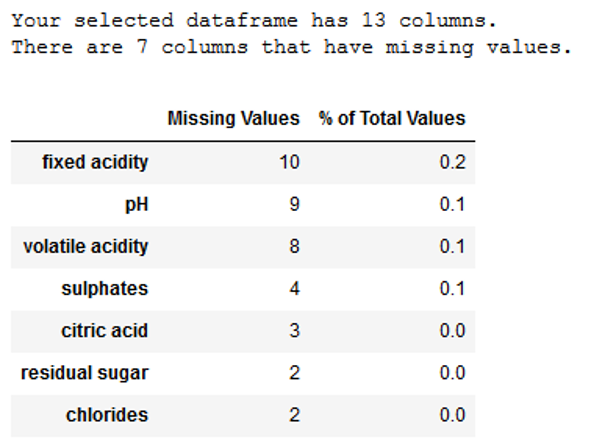 Your selected dataframe has 13 columns.
There are 7 columns that have missing values.
Missing Values % of Total Values
fixed acidity 10 0.2
pH 9 0.1
volatile acidity 8 0.1
sulphates 4 0.1
citric acid 3 0.0
residual sugar 2 0.0
chlorides 2 0.0